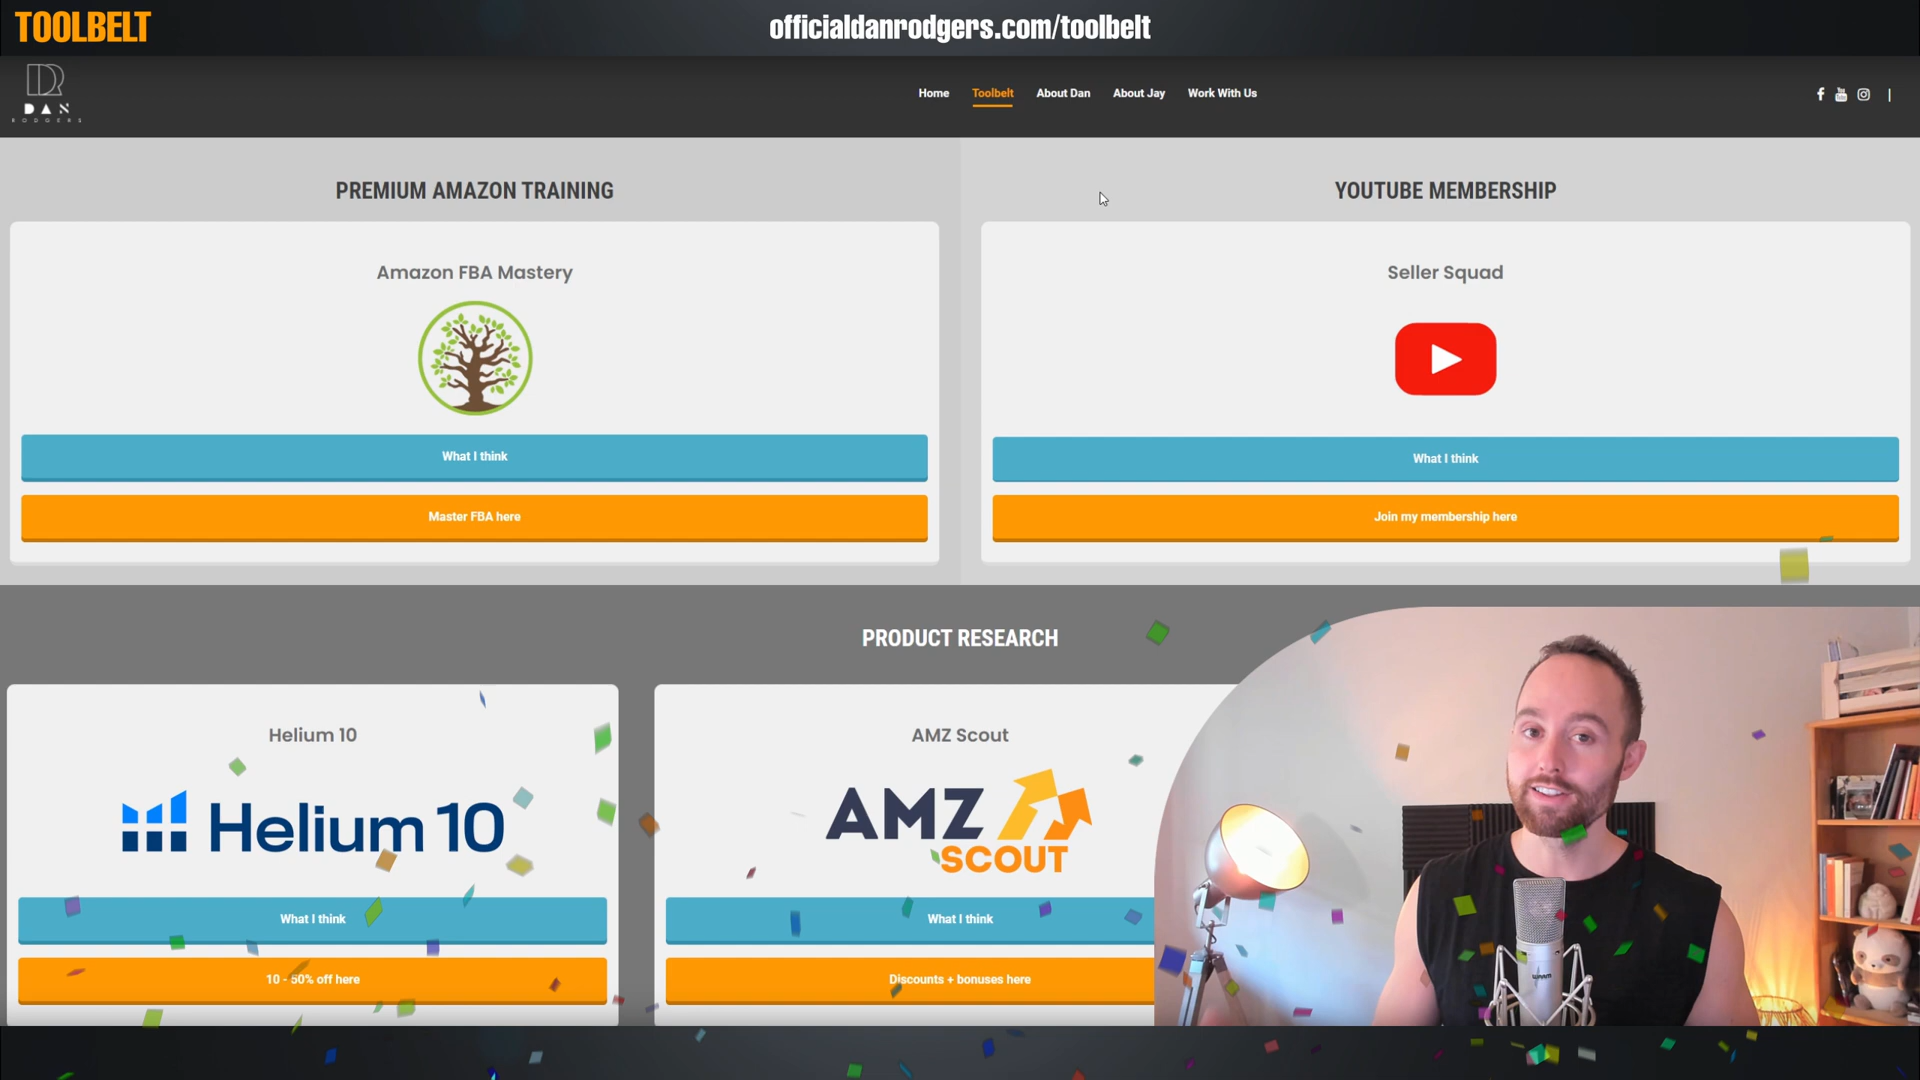 TOOLBELT
officialdanrodgers.com/toolbelt
DR
DAN
RODGERS
Home
Toolbelt
About Dan
About Jay
Work With Us
PREMIUM AMAZON TRAINING
Amazon FBA Mastery
What I think
Master FBA here
YOUTUBE MEMBERSHIP
Seller Squad
What I think
Join my membership here
PRODUCT RESEARCH
Helium 10
Helium 10
What I think
10 - 50% off here
AMZ Scout
AMZ
SCOUT
What I think
Discounts + bonuses here